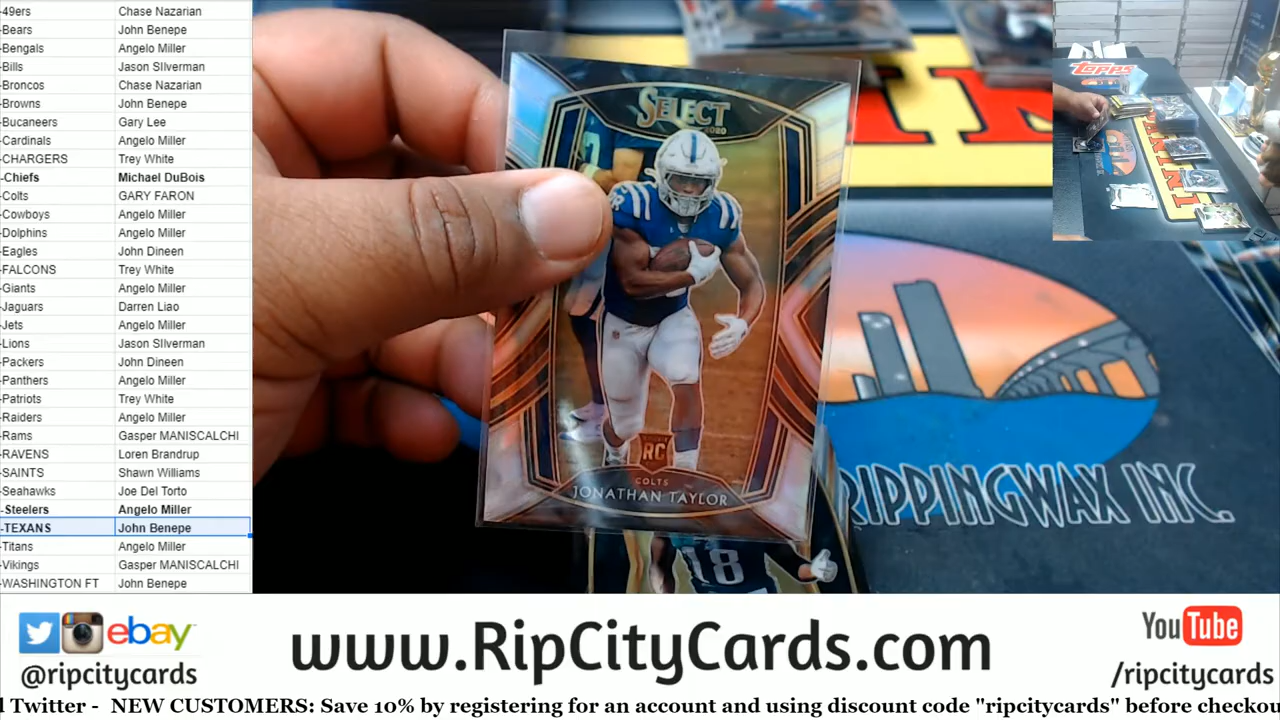 -49ers Chase Nazarian
-Bears John Benepe
-Bengals Angelo Miller
-Bills Jason SIlverman
-Broncos Chase Nazarian
-Browns John Benepe
-Bucaneers Gary Lee
-Cardinals Angelo Miller
-CHARGERS Trey White
-Chiefs Michael DuBois
-Colts GARY FARON
-Cowboys Angelo Miller
-Dolphins Angelo Miller
-Eagles John Dineen
-FALCONS Trey White
-Giants Angelo Miller
-Jaguars Darren Liao
-Jets Angelo Miller
-Lions Jason SIlverman
-Packers John Dineen
-Panthers Angelo Miller
-Patriots Trey White
-Raiders Angelo Miller
-Rams Gasper MANISCALCHI
-RAVENS Loren Brandrup
-SAINTS Shawn Williams
-Seahawks Joe Del Torto
-Steelers Angelo Miller
-TEXANS John Benepe
-Titans Angelo Miller
-Vikings Gasper MANISCALCHI
-WASHINGTON FT John Benepe
SELECT
2020
RC
COLTS
JONATHAN TAYLOR
18
RIPPINGWAX INC.
Topps
ebay
@ripcitycards
www.RipCityCards.com
YouTube
/ripcitycards
Twitter - NEW CUSTOMERS: Save 10% by registering for an account and using discount code "ripcitycards" before checkou